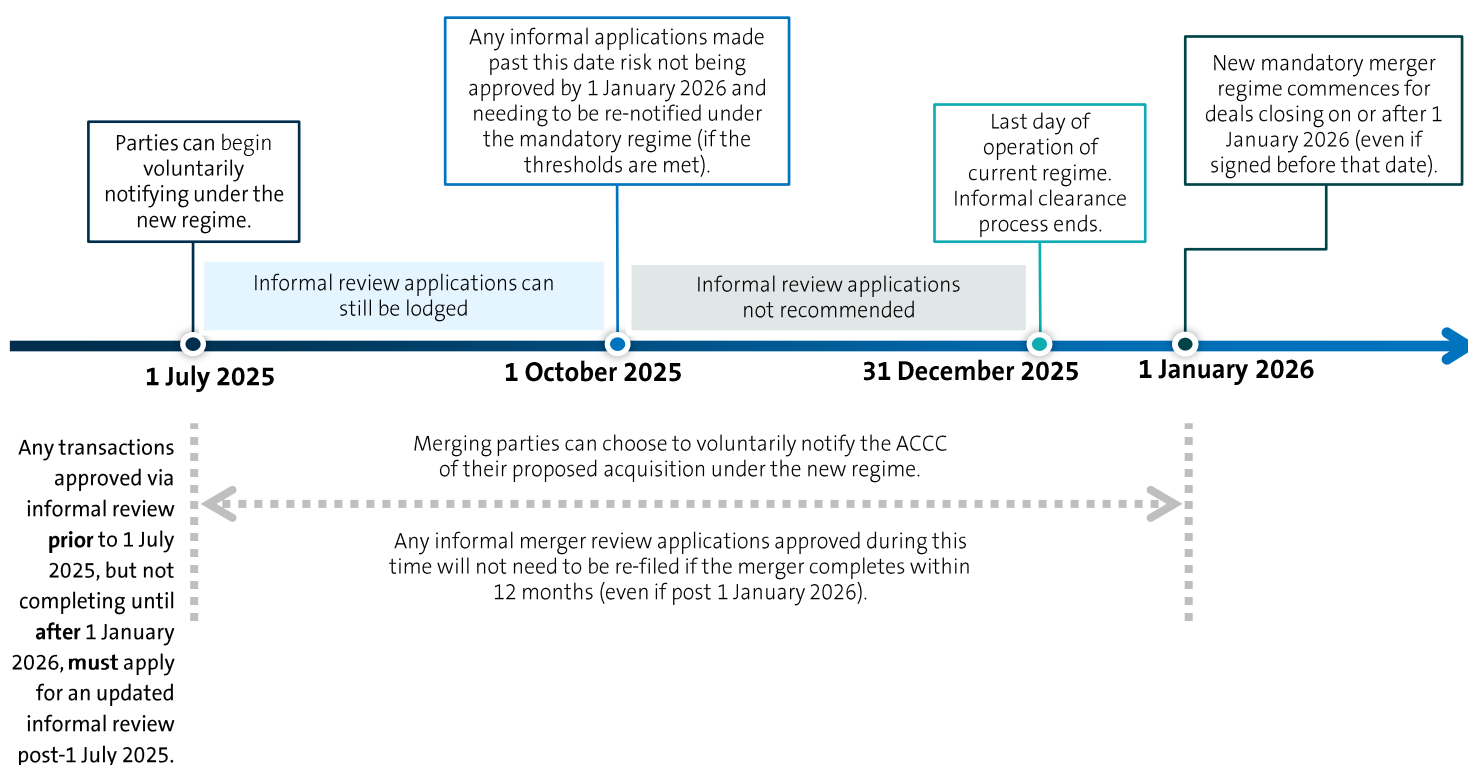 Parties can begin
voluntarily
notifying under the
new regime.
Any informal applications made
past this date risk not being
approved by 1 January 2026 and
needing to be re-notified under
the mandatory regime (if the
thresholds are met).
Last day of
operation of
current regime.
Informal clearance
process ends.
New mandatory merger
regime commences for
deals closing on or after 1
January 2026 (even if
signed before that date).
Informal review applications can
still be lodged
Informal review applications
not recommended
1 July 2025
1 October 2025
31 December 2025
1 January 2026
Any transactions
approved via
informal review
prior to 1 July
2025, but not
completing until
after 1 January
2026, must apply
for an updated
informal review
post-1 July 2025.
Merging parties can choose to voluntarily notify the ACCC
of their proposed acquisition under the new regime.
Any informal merger review applications approved during this
time will not need to be re-filed if the merger completes within
12 months (even if post 1 January 2026).